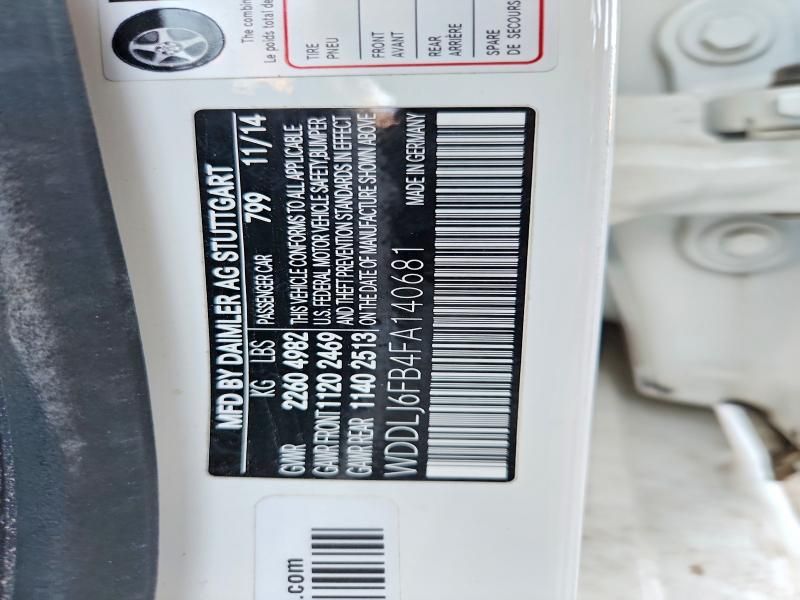 The combin
Le poids total de
TIRE
PNEU
FRONT
AVANT
REAR
ARRIÈRE
SPARE
DE SECOURS
MFD BY DAIMLER AG STUTTGART
KG LBS PASSENGER CAR 799 11/14
GVWR 2260 4982 THIS VEHICLE CONFORMS TO ALL APPLICABLE
GAWR FRONT 1120 2469 U.S. FEDERAL MOTOR VEHICLE SAFETY, BUMPER
GAWR REAR 1140 2513 AND THEFT PREVENTION STANDARDS IN EFFECT
ON THE DATE OF MANUFACTURE SHOWN ABOVE
WDDLJ6FB4FA140681 MADE IN GERMANY
.com